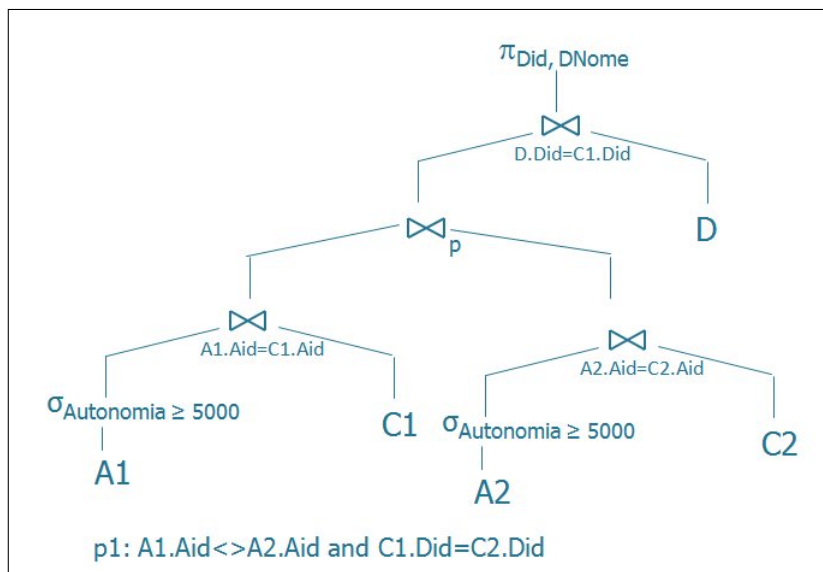 πDid, DNome
⋈
D.Did=C1.Did
D
⋈p
⋈
A1.Aid=C1.Aid
⋈
A2.Aid=C2.Aid
σAutonomia ≥ 5000
C1
σAutonomia ≥ 5000
C2
A1
A2
p1: A1.Aid<>A2.Aid and C1.Did=C2.Did